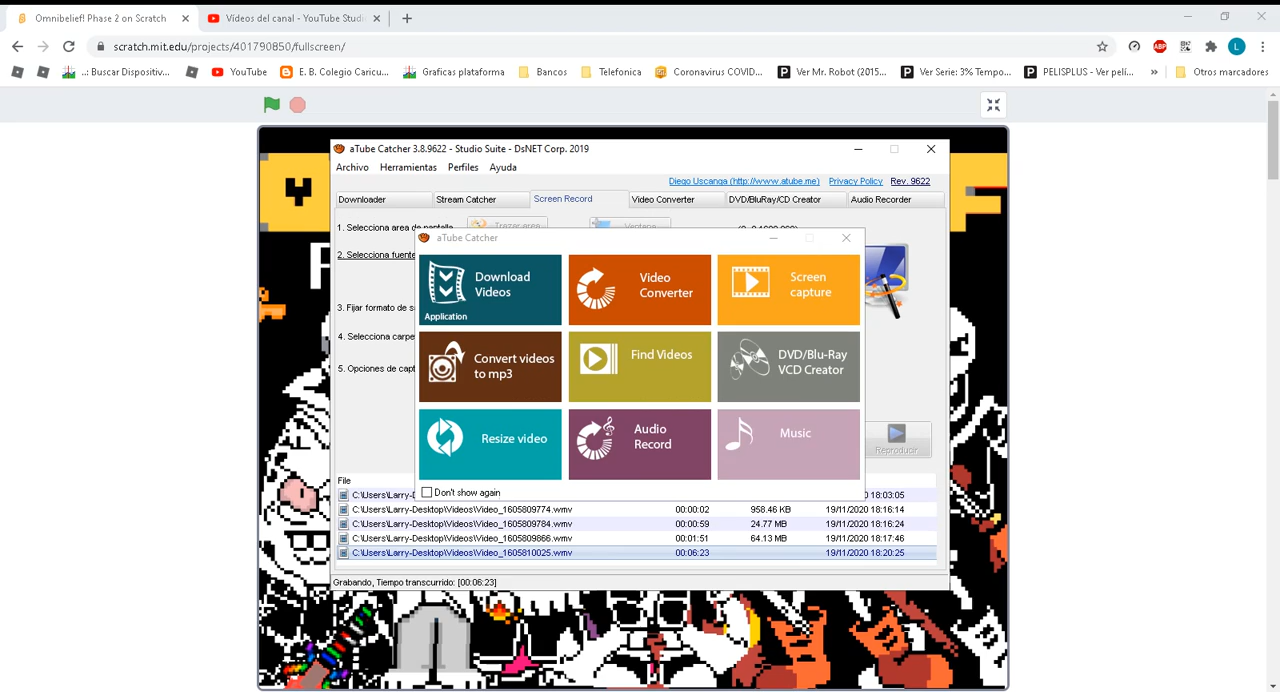 Omnibelief! Phase 2 on Scratch
Vídeos del canal - YouTube Studi
scratch.mit.edu/projects/401790850/fullscreen/
ABP
L
..: Buscar Dispositiv...
YouTube
E. B. Colegio Caricu...
Graficas plataforma
Bancos
Telefonica
Coronavirus COVID...
Ver Mr. Robot (2015...
Ver Serie: 3% Tempo...
PELISPLUS - Ver peli...
»
Otros marcadores
aTube Catcher 3.8.9622 - Studio Suite - DsNET Corp. 2019
Archivo Herramientas Perfiles Ayuda
Diego Uscanga (http://www.atube.me) Privacy Policy Rev. 9622
Downloader Stream Catcher Screen Record Video Converter DVD/BluRay/CD Creator Audio Recorder
1. Selecciona area de pantalla Trazar area Ventana
2. Selecciona fuente
3. Fijar formato de s
4. Selecciona carpe
5. Opciones de capt
aTube Catcher
Download Videos
Application
Video Converter
Screen capture
Convert videos to mp3
Find Videos
DVD/Blu-Ray VCD Creator
Resize video
Audio Record
Music
Don't show again
Reproducir
File
C:\Users\Larry-D 18:03:05
C:\Users\Larry-Desktop\Videos\Video_1605809774.wmv 00:00:02 958.46 KB 19/11/2020 18:16:14
C:\Users\Larry-Desktop\Videos\Video_1605809784.wmv 00:00:59 24.77 MB 19/11/2020 18:16:24
C:\Users\Larry-Desktop\Videos\Video_1605809866.wmv 00:01:51 64.13 MB 19/11/2020 18:17:46
C:\Users\Larry-Desktop\Videos\Video_1605810025.wmv 00:06:23 19/11/2020 18:20:25
Grabando, Tiempo transcurrido: [00:06:23]